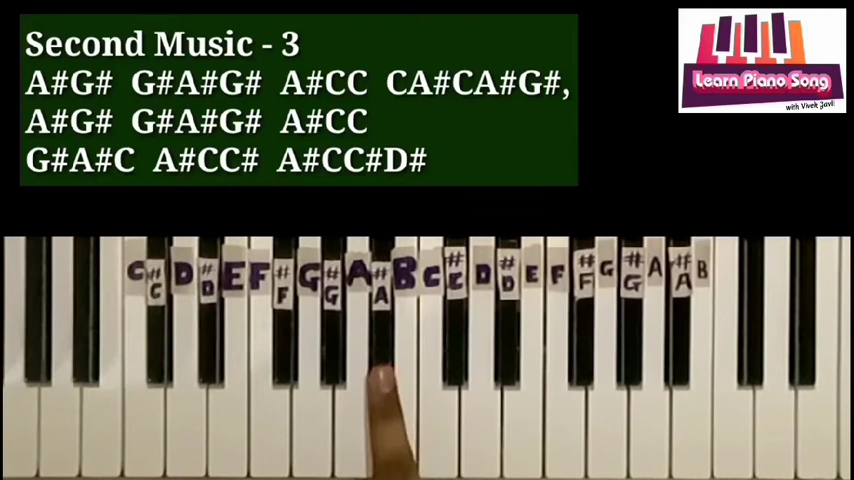 Second Music - 3
A#G#  G#A#G#  A#CC  CA#CA#G#,
A#G#  G#A#G#  A#CC
G#A#C  A#CC#  A#CC#D#
Learn Piano Song
with Vivek Javli
C #C D #D E F #F G #G A #A B C #C D #D E F #F G #G A #A B